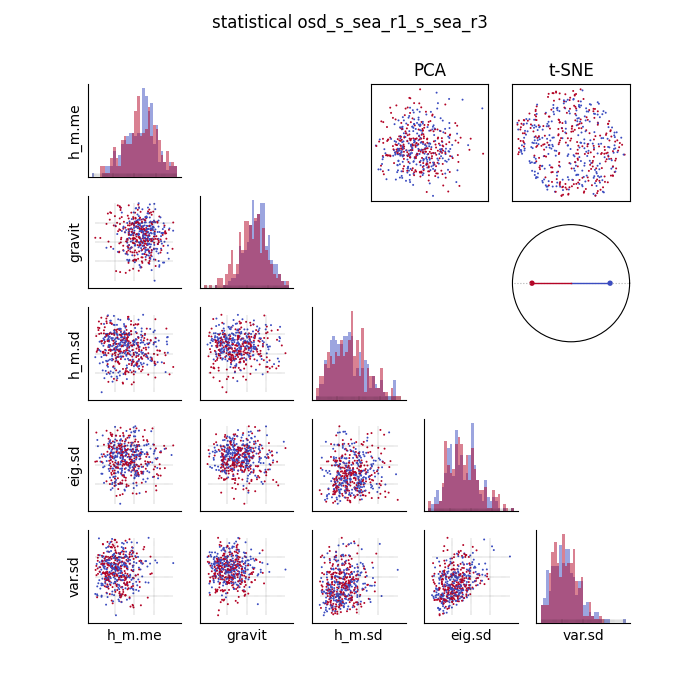 statistical osd_s_sea_r1_s_sea_r3
PCA
t-SNE
h_m.me
gravit
h_m.sd
eig.sd
var.sd
h_m.me
gravit
h_m.sd
eig.sd
var.sd